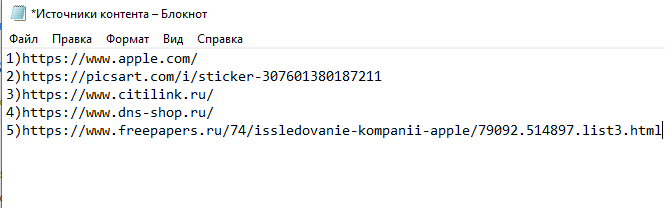 *Источники контента – Блокнот
Файл Правка Формат Вид Справка
1)https://www.apple.com/
2)https://picsart.com/i/sticker-307601380187211
3)https://www.citilink.ru/
4)https://www.dns-shop.ru/
5)https://www.freepapers.ru/74/issledovanie-kompanii-apple/79092.514897.list3.html